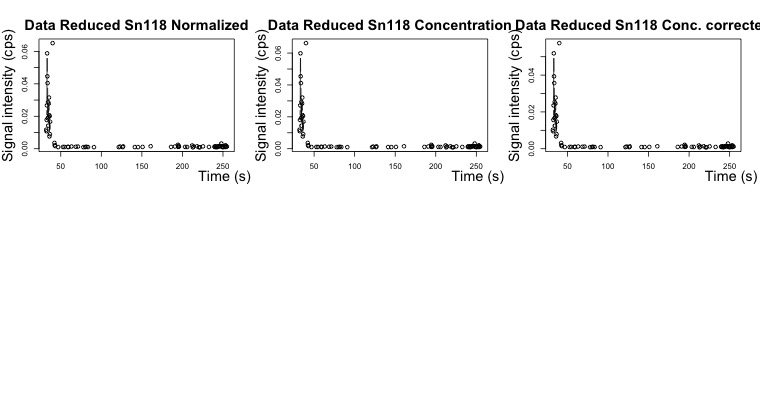 Data Reduced Sn118 Normalized
Signal intensity (cps)
0.00 0.02 0.04 0.06
50 100 150 200 250
Time (s)
Data Reduced Sn118 Concentration
Signal intensity (cps)
0.00 0.02 0.04 0.06
50 100 150 200 250
Time (s)
Data Reduced Sn118 Conc. correcte
Signal intensity (cps)
0.00 0.02 0.04
50 100 150 200 250
Time (s)